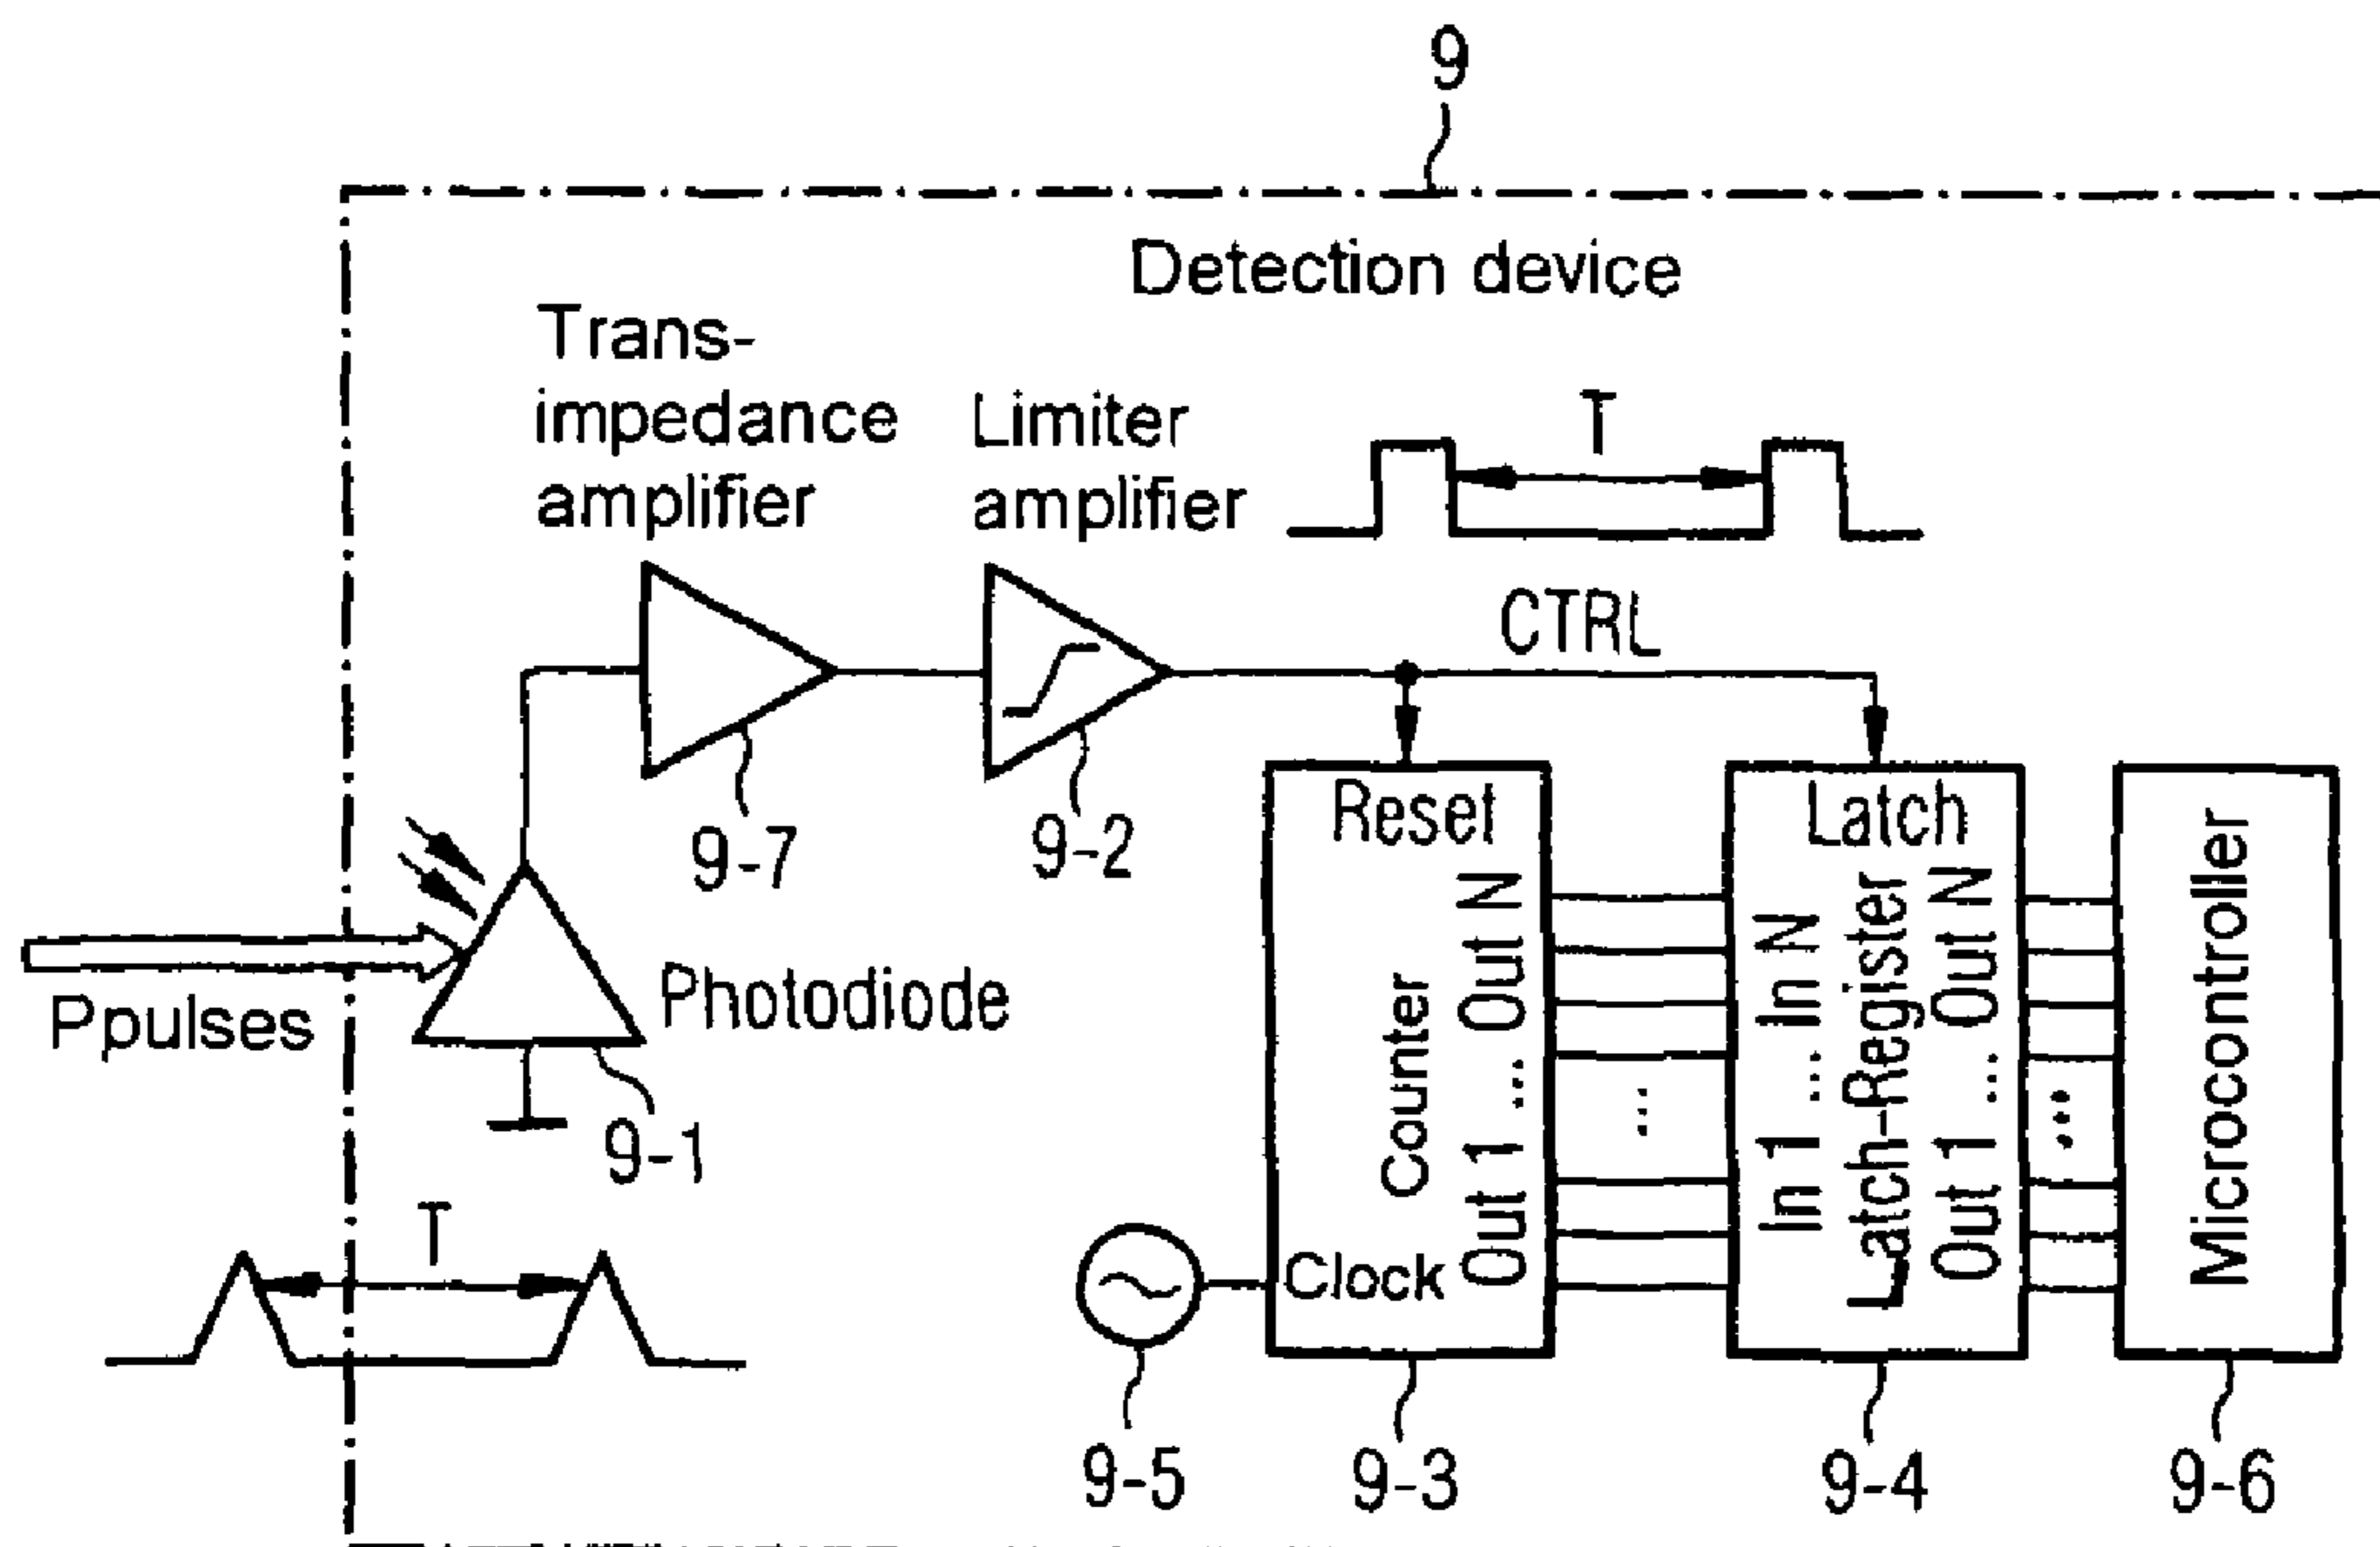 9
Detection device
Trans-
impedance
amplifier
Limiter
amplifier
T
CTRL
9-7
9-2
Reset
Latch
Ppulses
Photodiode
9-1
T
Clock
Counter
Out 1 ... Out N
...
In 1 ... In N
Latch-Register
Out 1 ... Out N
...
Microcontroller
9-5
9-3
9-4
9-6